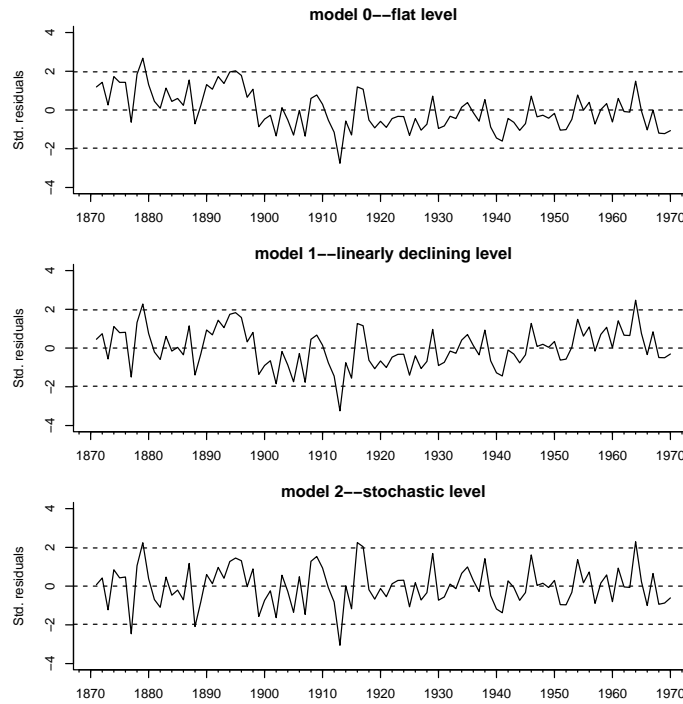 model 0−−flat level
Std. residuals
4
2
0
−2
−4
1870 1880 1890 1900 1910 1920 1930 1940 1950 1960 1970
model 1−−linearly declining level
Std. residuals
4
2
0
−2
−4
1870 1880 1890 1900 1910 1920 1930 1940 1950 1960 1970
model 2−−stochastic level
Std. residuals
4
2
0
−2
−4
1870 1880 1890 1900 1910 1920 1930 1940 1950 1960 1970